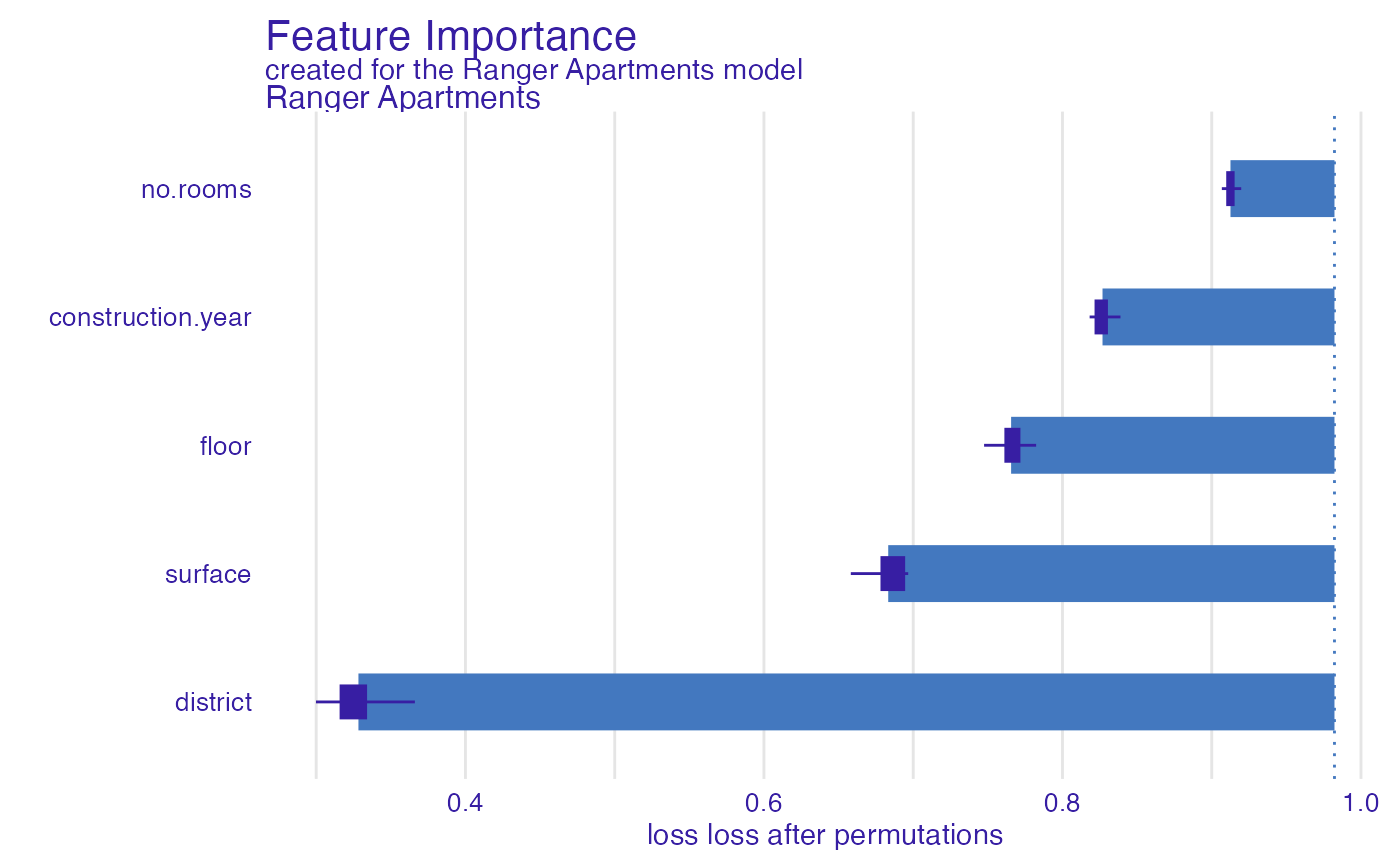 Feature Importance
created for the Ranger Apartments model
Ranger Apartments
no.rooms
construction.year
floor
surface
district
0.4 0.6 0.8 1.0
loss loss after permutations